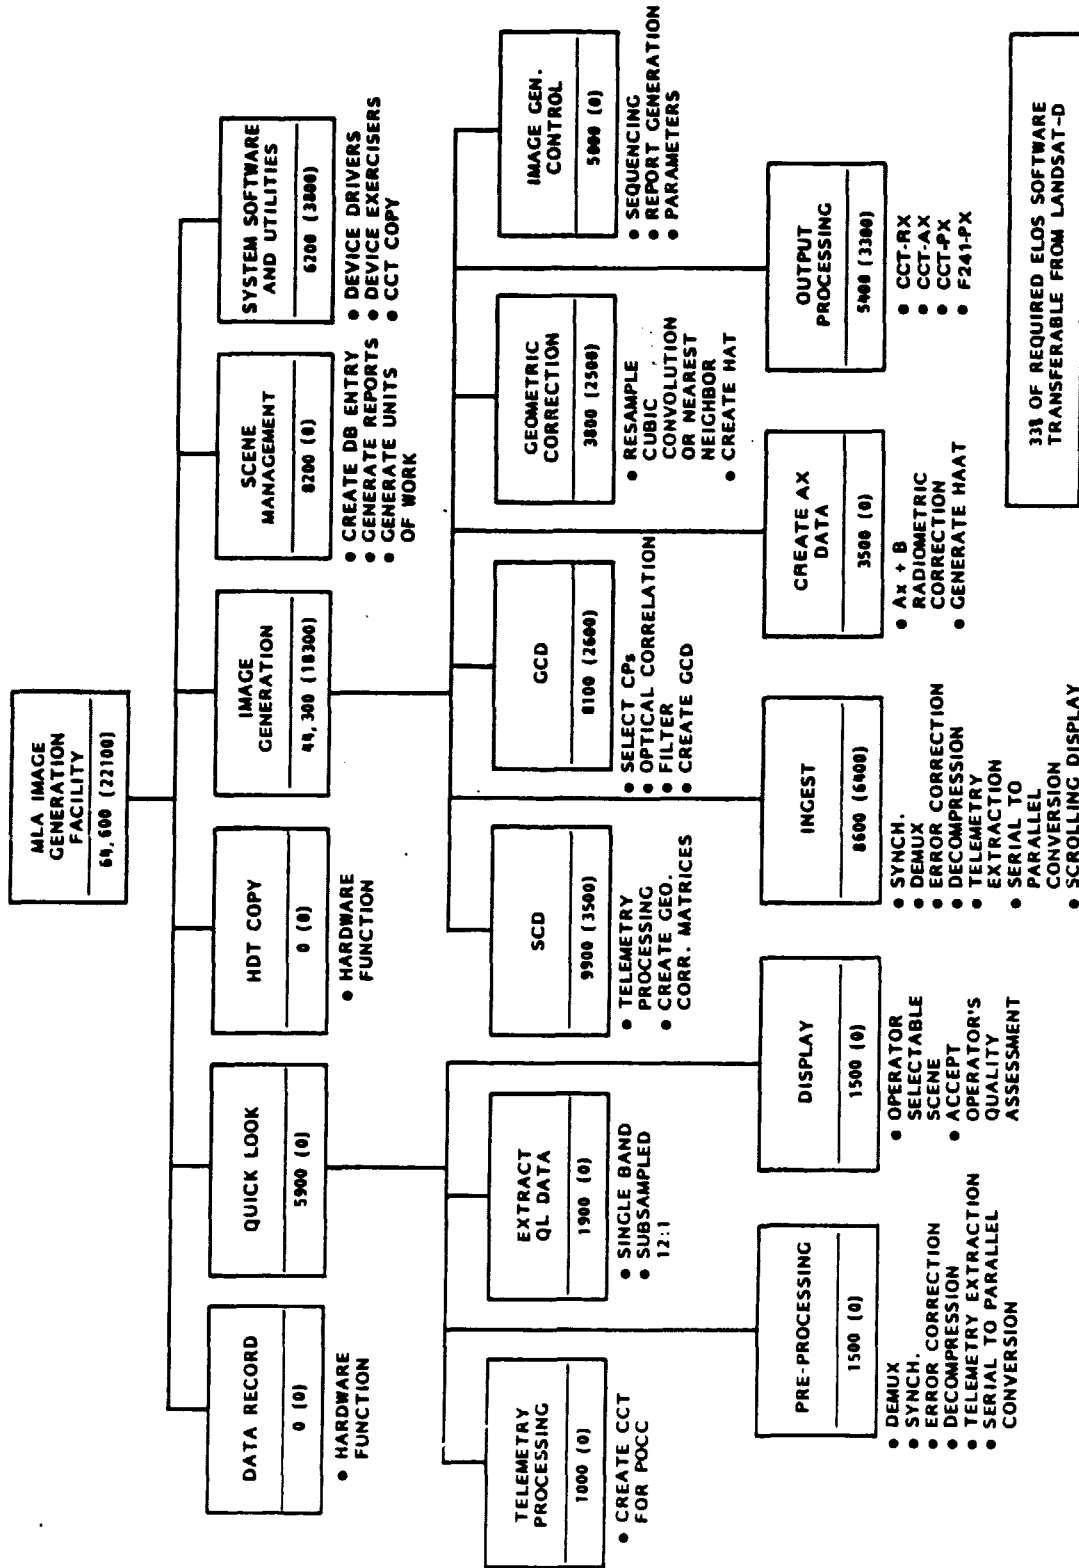 MLA IMAGE
GENERATION
FACILITY
64,600 (22100)
DATA RECORD
0 (0)
● HARDWARE
FUNCTION
QUICK LOOK
5900 (0)
HDT COPY
0 (0)
● HARDWARE
FUNCTION
IMAGE
GENERATION
44,300 (18300)
SCENE
MANAGEMENT
8200 (0)
● CREATE DB ENTRY
● GENERATE REPORTS
● GENERATE UNITS
OF WORK
SYSTEM SOFTWARE
AND UTILITIES
6200 (3800)
● DEVICE DRIVERS
● DEVICE EXERCISERS
● CCT COPY
TELEMETRY
PROCESSING
1000 (0)
● CREATE CCT
FOR POCC
EXTRACT
QL DATA
1900 (0)
● SINGLE BAND
● SUBSAMPLED
12:1
SCD
9900 (3500)
● TELEMETRY
PROCESSING
● CREATE GEO.
CORR. MATRICES
GCD
8100 (2600)
● SELECT CPs
● OPTICAL CORRELATION
● FILTER
● CREATE GCD
GEOMETRIC
CORRECTION
3800 (2500)
● RESAMPLE
CUBIC
CONVOLUTION
OR NEAREST
NEIGHBOR
● CREATE HAT
IMAGE GEN.
CONTROL
5000 (0)
● SEQUENCING
● REPORT GENERATION
● PARAMETERS
PRE-PROCESSING
1500 (0)
● DEMUX
● SYNCH.
● ERROR CORRECTION
● DECOMPRESSION
● TELEMETRY EXTRACTION
● SERIAL TO PARALLEL
CONVERSION
DISPLAY
1500 (0)
● OPERATOR
SELECTABLE
SCENE
● ACCEPT
OPERATOR'S
QUALITY
ASSESSMENT
INGEST
8600 (6400)
● SYNCH.
● DEMUX
● ERROR CORRECTION
● DECOMPRESSION
● TELEMETRY
EXTRACTION
● SERIAL TO
PARALLEL
CONVERSION
● SCROLLING DISPLAY
CREATE AX
DATA
3500 (0)
● Ax + B
RADIOMETRIC
CORRECTION
● GENERATE HAAT
OUTPUT
PROCESSING
5400 (3300)
● CCT-RX
● CCT-AX
● CCT-PX
● F241-PX
33% OF REQUIRED ELOS SOFTWARE
TRANSFERABLE FROM LANDSAT-D